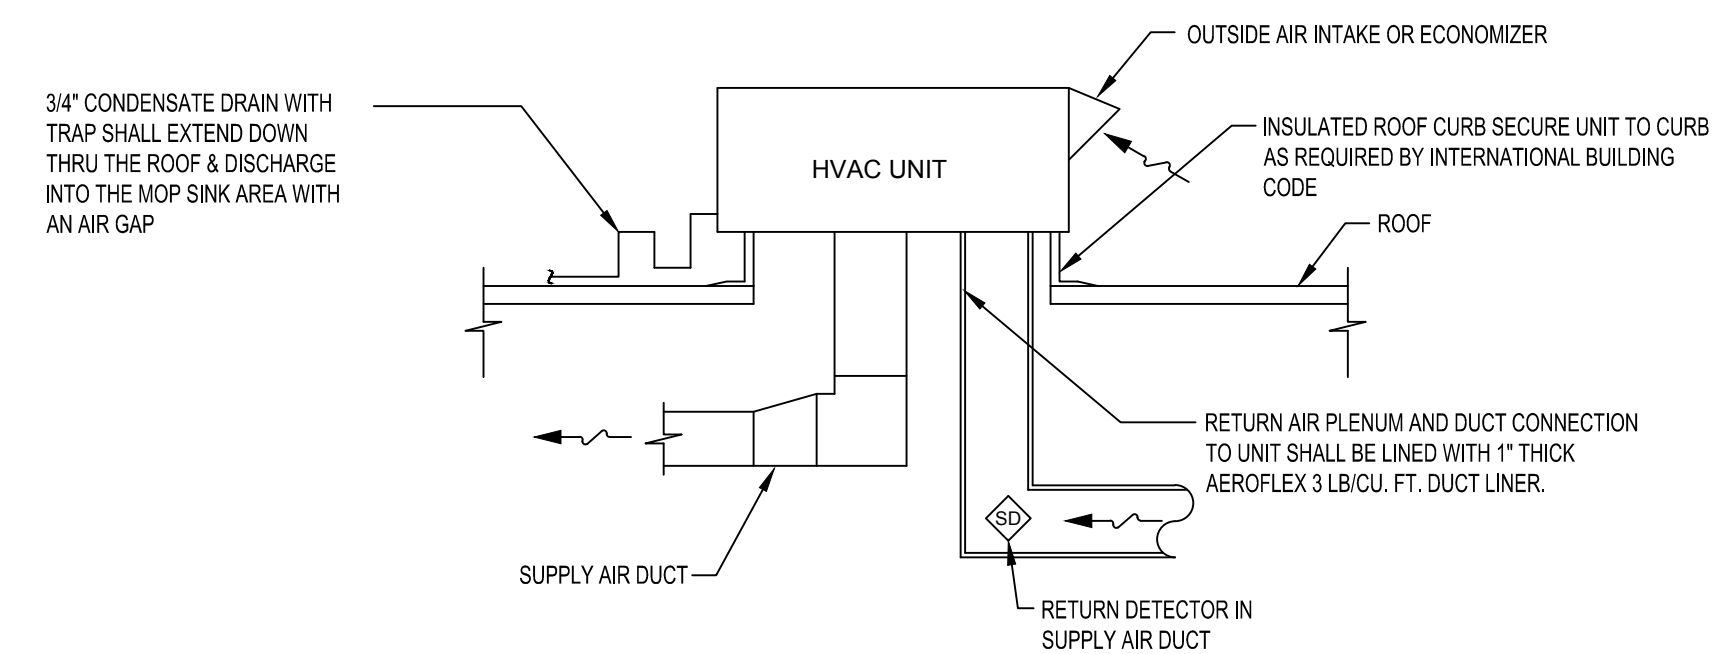 OUTSIDE AIR INTAKE OR ECONOMIZER
3/4" CONDENSATE DRAIN WITH
TRAP SHALL EXTEND DOWN
THRU THE ROOF & DISCHARGE
INTO THE MOP SINK AREA WITH
AN AIR GAP
INSULATED ROOF CURB SECURE UNIT TO CURB
AS REQUIRED BY INTERNATIONAL BUILDING
CODE
HVAC UNIT
ROOF
RETURN AIR PLENUM AND DUCT CONNECTION
TO UNIT SHALL BE LINED WITH 1" THICK
AEROFLEX 3 LB/CU. FT. DUCT LINER.
SD
SUPPLY AIR DUCT
RETURN DETECTOR IN
SUPPLY AIR DUCT